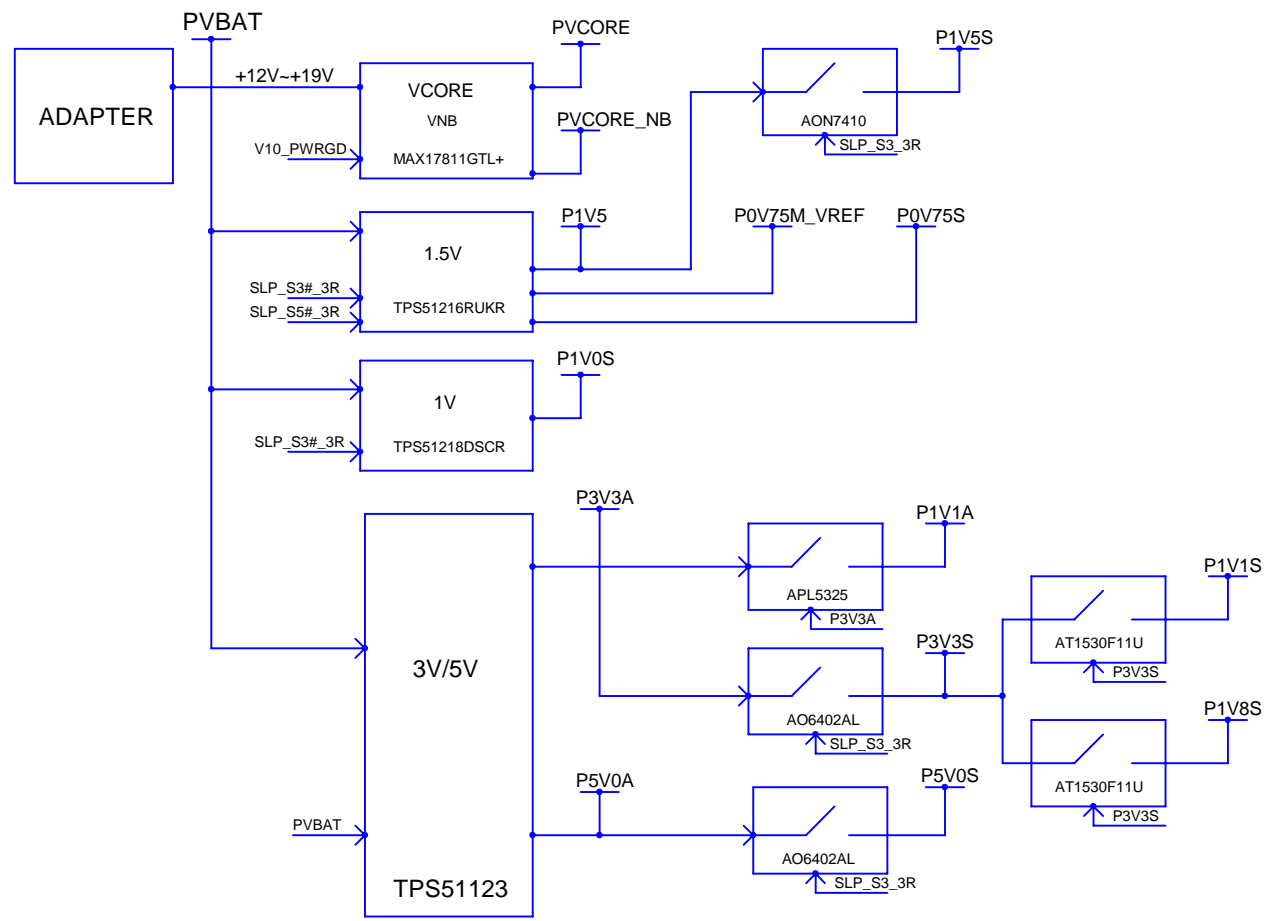 PVBAT
ADAPTER
+12V~+19V
VCORE
VNB
MAX17811GTL+
V10_PWRGD
PVCORE
PVCORE_NB
P1V5S
AON7410
SLP_S3_3R
1.5V
TPS51216RUKR
SLP_S3#_3R
SLP_S5#_3R
P1V5
P0V75M_VREF
P0V75S
1V
TPS51218DSCR
SLP_S3#_3R
P1V0S
3V/5V
TPS51123
PVBAT
P3V3A
P1V1A
APL5325
P3V3A
P3V3S
AO6402AL
SLP_S3_3R
P1V1S
AT1530F11U
P3V3S
P1V8S
AT1530F11U
P3V3S
P5V0A
P5V0S
AO6402AL
SLP_S3_3R